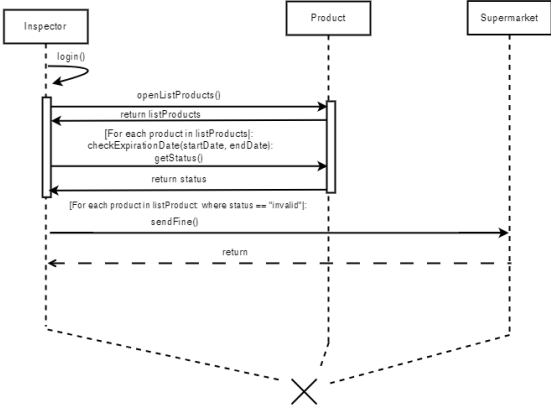 Inspector
Product
Supermarket
login()
openListProducts()
return listProducts
[For each product in listProducts|:
checkExpirationDate(startDate, endDate):
getStatus()
return status
[For each product in listProduct: where status == "invalid"|:
sendFine()
return